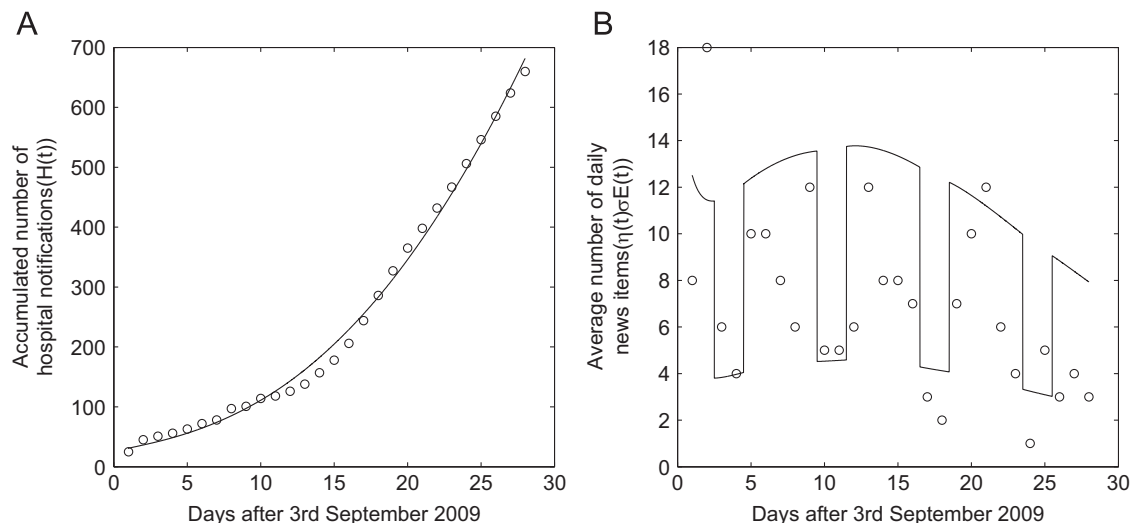 A
Accumulated number of
hospital notifications(H(t))
700
600
500
400
300
200
100
0
0 5 10 15 20 25 30
Days after 3rd September 2009
B
Average number of daily
news items(η(t)σE(t))
18
16
14
12
10
8
6
4
2
0
0 5 10 15 20 25 30
Days after 3rd September 2009